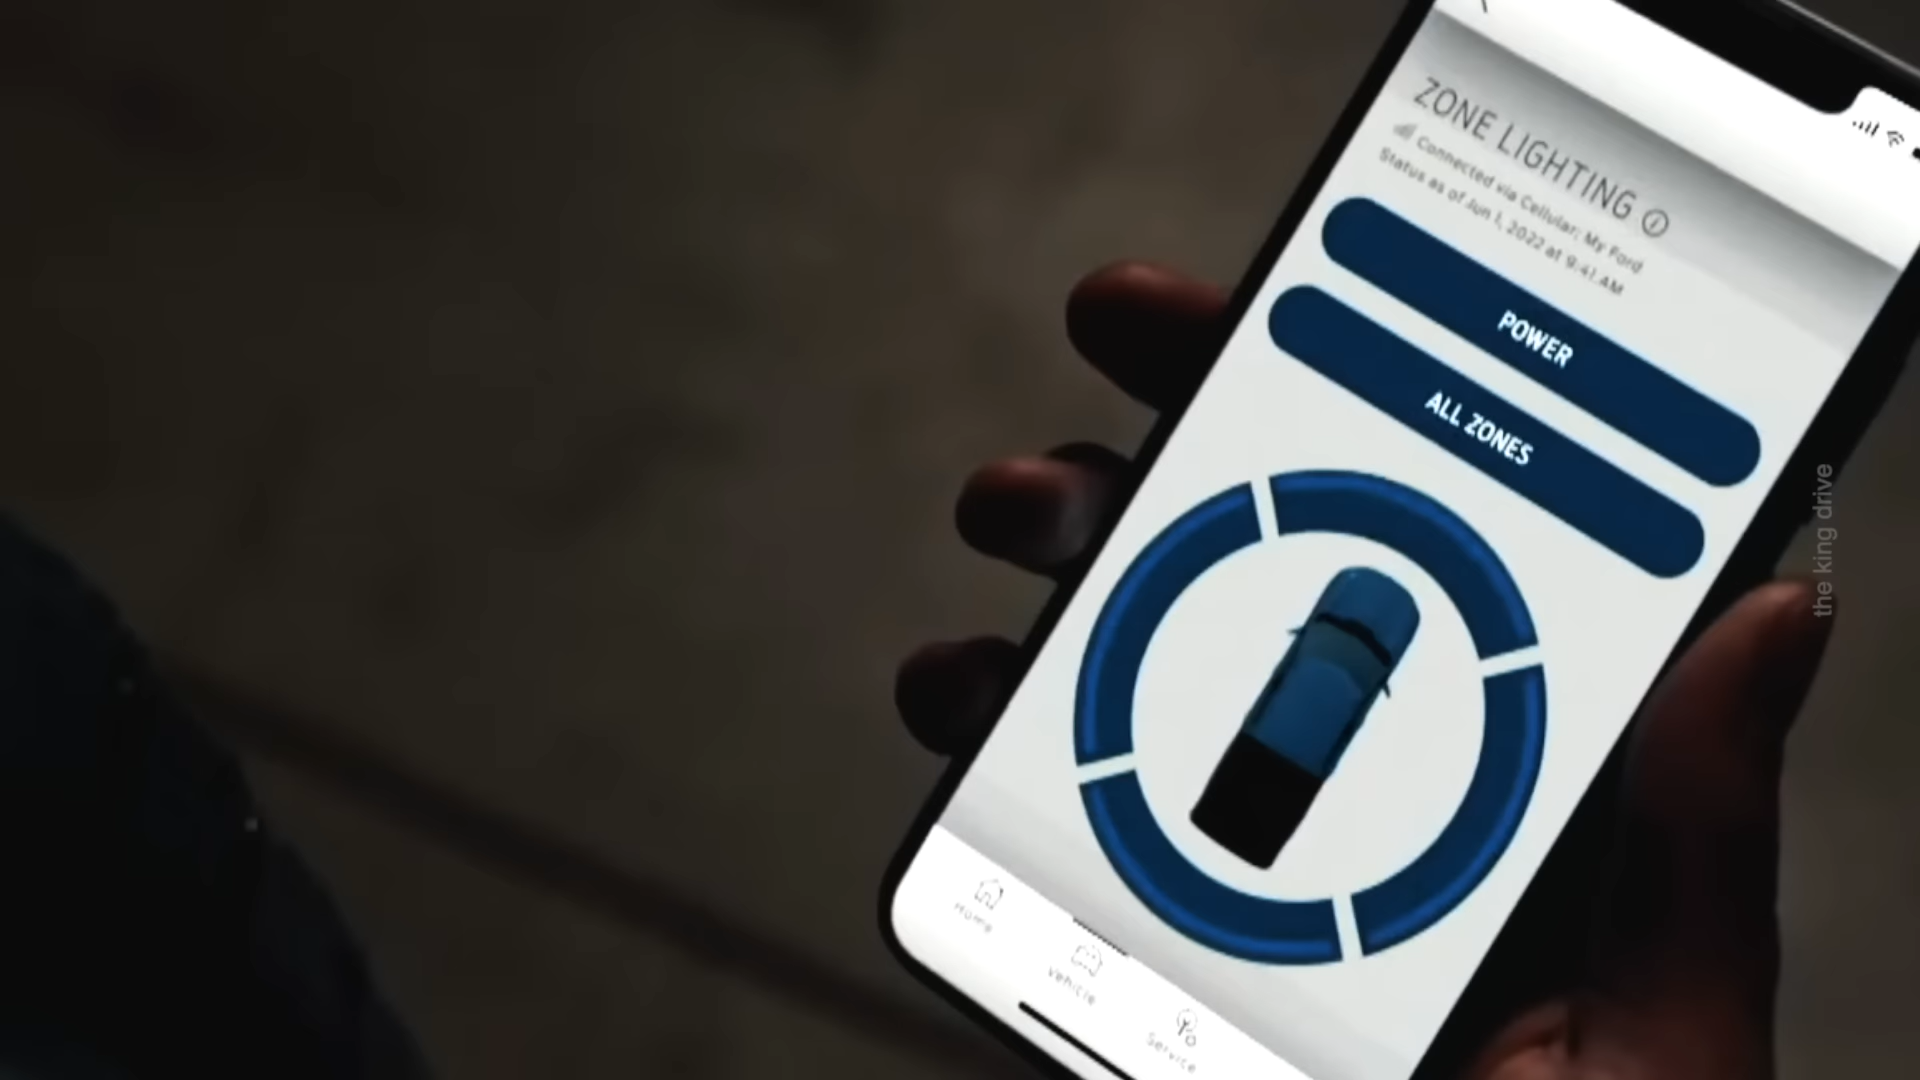 ZONE LIGHTING
Connected via Cellular: My Ford
Status as of Jun 1, 2022 at 9:41 AM
POWER
ALL ZONES
Home
Vehicle
Service
the king drive